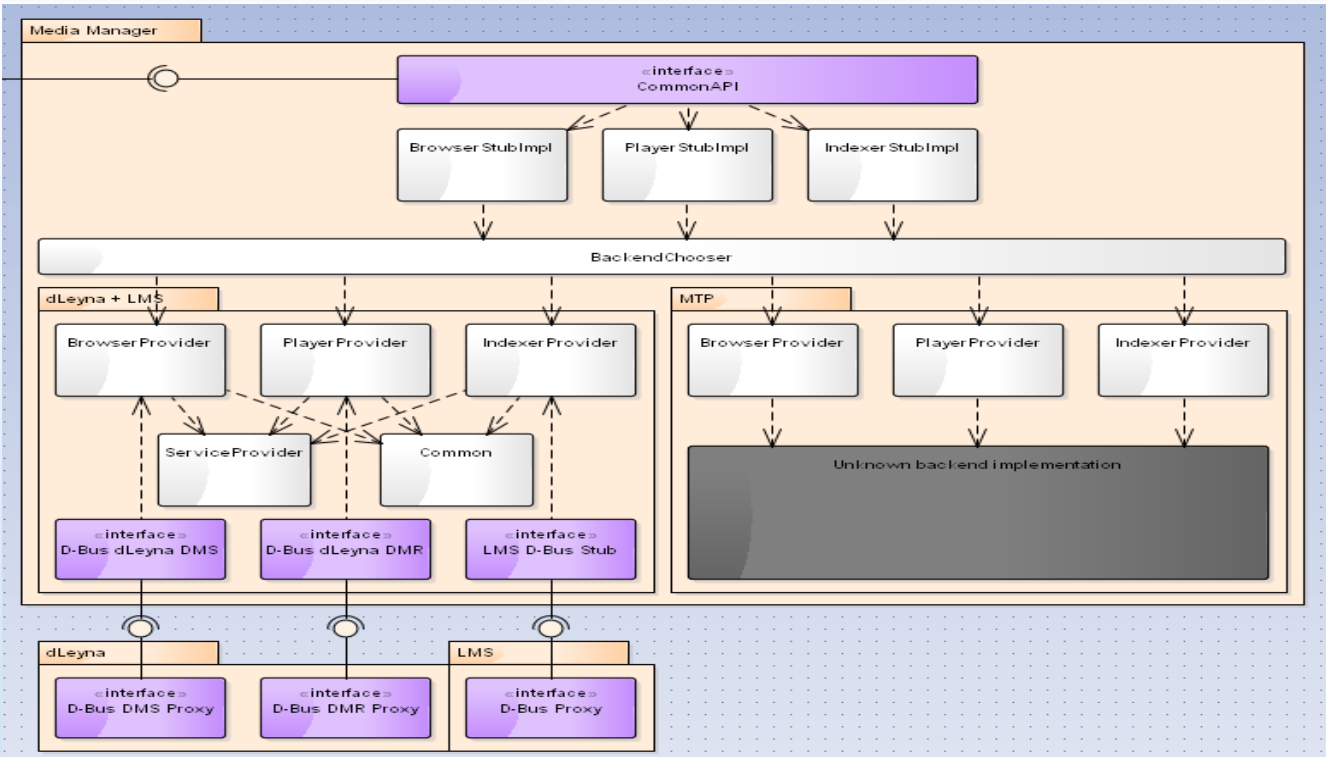 Media Manager
«interface»
CommonAPI
BrowserStubImpl
PlayerStubImpl
IndexerStubImpl
BackendChooser
dLeyna + LMS
MTP
BrowserProvider
PlayerProvider
IndexerProvider
BrowserProvider
PlayerProvider
IndexerProvider
ServiceProvider
Common
Unknown backend implementation
«interface»
D-Bus dLeyna DMS
«interface»
D-Bus dLeyna DMR
«interface»
LMS D-Bus Stub
dLeyna
LMS
«interface»
D-Bus DMS Proxy
«interface»
D-Bus DMR Proxy
«interface»
D-Bus Proxy